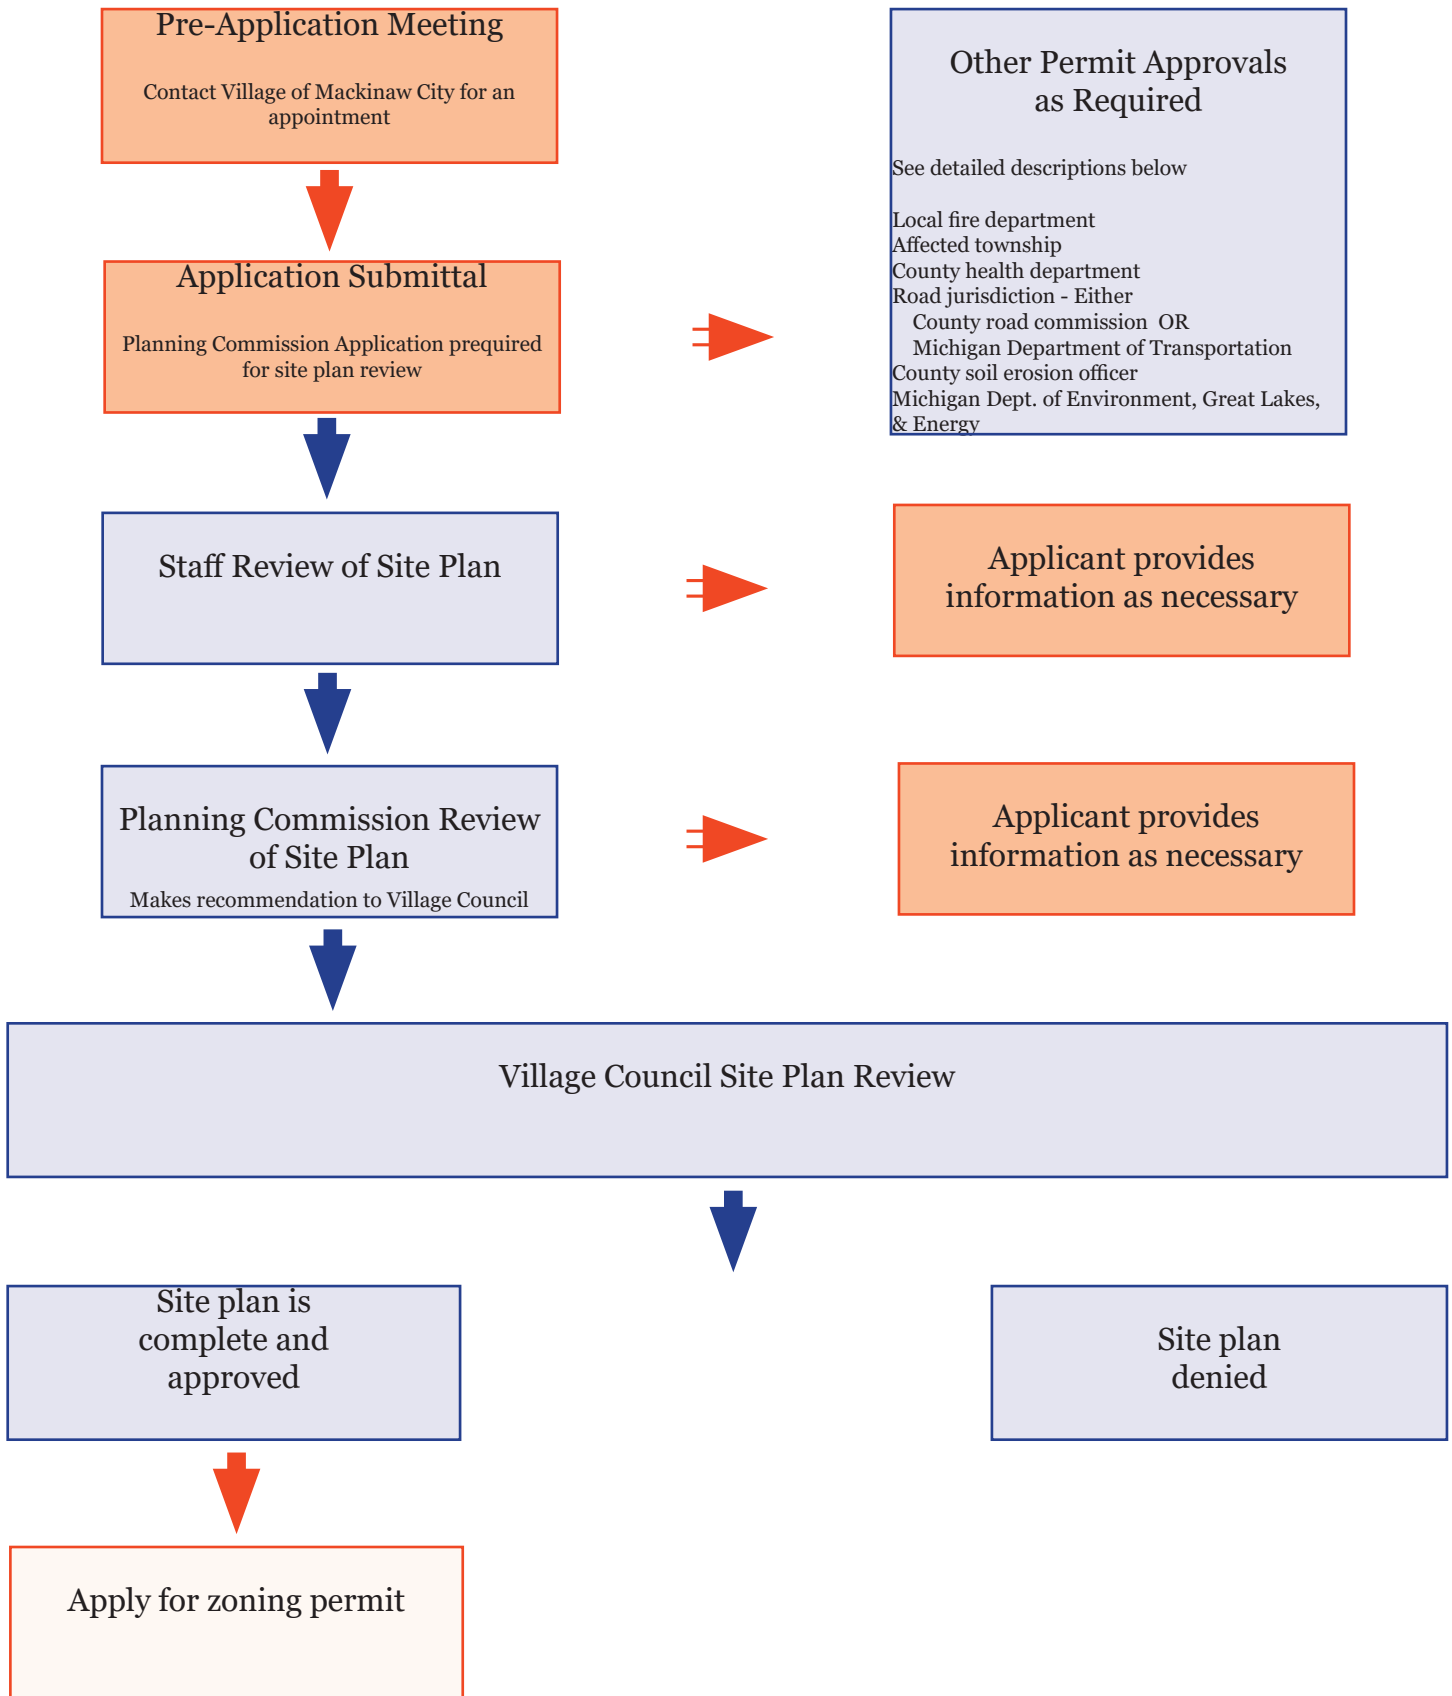 Pre-Application Meeting
Contact Village of Mackinaw City for an
appointment
Other Permit Approvals
as Required
See detailed descriptions below
Local fire department
Affected township
County health department
Road jurisdiction - Either
County road commission  OR
Michigan Department of Transportation
County soil erosion officer
Michigan Dept. of Environment, Great Lakes,
& Energy
Application Submittal
Planning Commission Application prequired
for site plan review
Staff Review of Site Plan
Applicant provides
information as necessary
Planning Commission Review
of Site Plan
Makes recommendation to Village Council
Applicant provides
information as necessary
Village Council Site Plan Review
Site plan is
complete and
approved
Site plan
denied
Apply for zoning permit